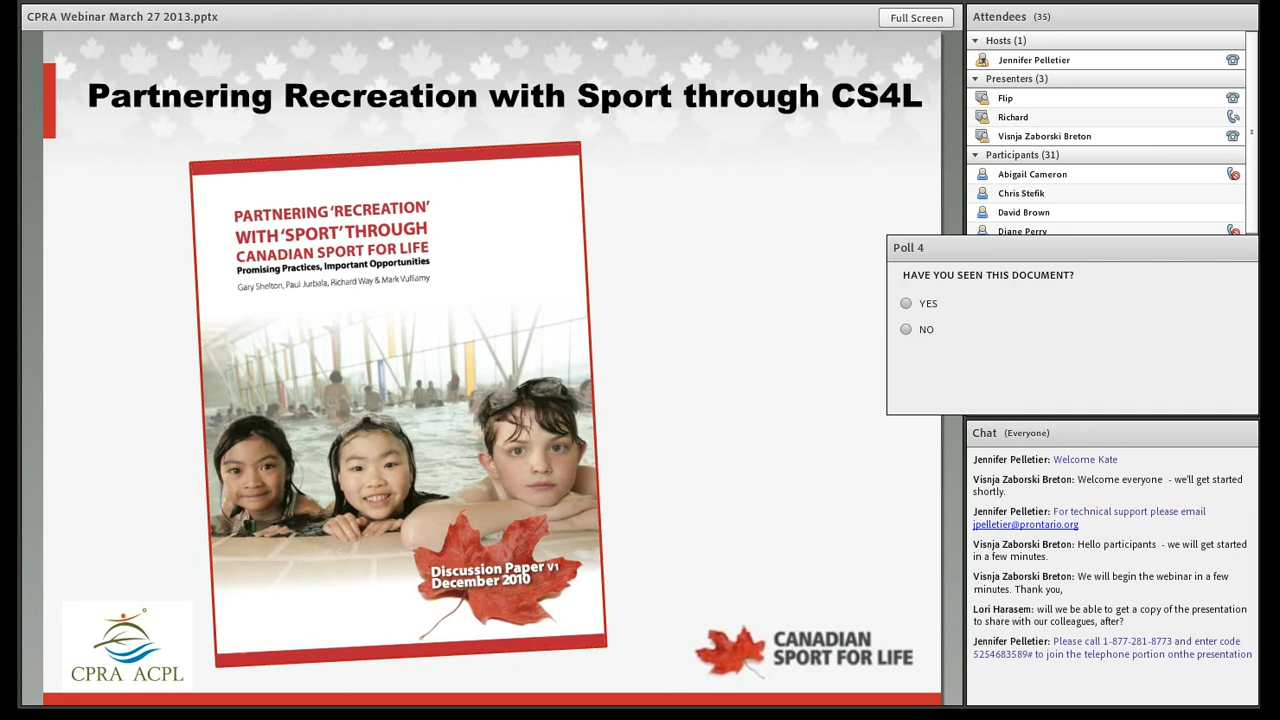 CPRA Webinar March 27 2013.pptx
Full Screen
Partnering Recreation with Sport through CS4L
PARTNERING 'RECREATION'
WITH 'SPORT' THROUGH
CANADIAN SPORT FOR LIFE
Promising Practices, Important Opportunities
Gary Shelton, Paul Jurbala, Richard Way & Mark Vulliamy
Discussion Paper V1
December 2010
CPRA ACPL
CANADIAN
SPORT FOR LIFE
Attendees (35)
Hosts (1)
Jennifer Pelletier
Presenters (3)
Flip
Richard
Visnja Zaborski Breton
Participants (31)
Abigail Cameron
Chris Stefik
David Brown
Diane Perry
Poll 4
HAVE YOU SEEN THIS DOCUMENT?
YES
NO
Chat (Everyone)
Jennifer Pelletier: Welcome Kate
Visnja Zaborski Breton: Welcome everyone - we'll get started
shortly.
Jennifer Pelletier: For technical support please email
jpelletier@prontario.org
Visnja Zaborski Breton: Hello participants - we will get started
in a few minutes.
Visnja Zaborski Breton: We will begin the webinar in a few
minutes. Thank you,
Lori Harasem: will we be able to get a copy of the presentation
to share with our colleagues, after?
Jennifer Pelletier: Please call 1-877-281-8773 and enter code
5254683589# to join the telephone portion onthe presentation